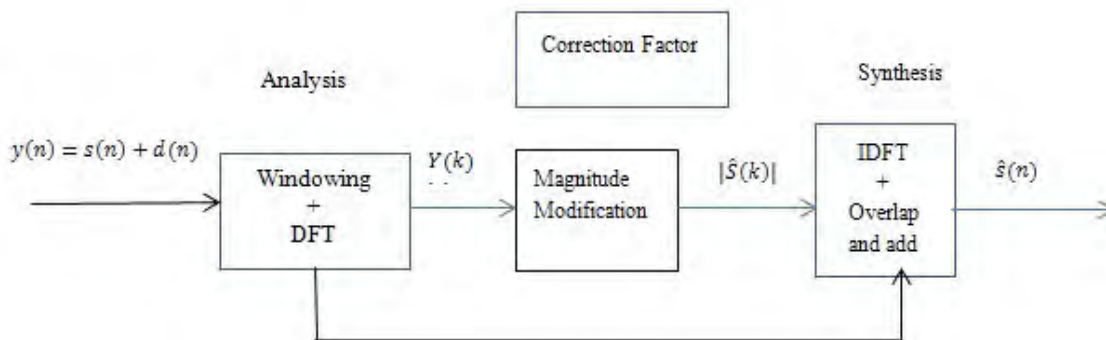 Correction Factor
Analysis
Synthesis
y(n) = s(n) + d(n)
Windowing
+
DFT
Y(k)
Magnitude
Modification
|Ŝ(k)|
IDFT
+
Overlap
and add
ŝ(n)